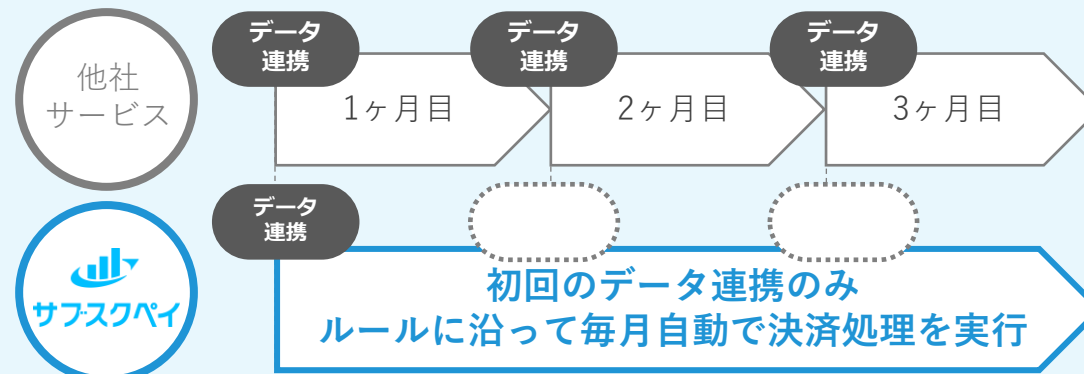 データ
連携
データ
連携
データ
連携
他社
サービス
1ヶ月目
2ヶ月目
3ヶ月目
データ
連携
サブスクペイ
初回のデータ連携のみ
ルールに沿って毎月自動で決済処理を実行